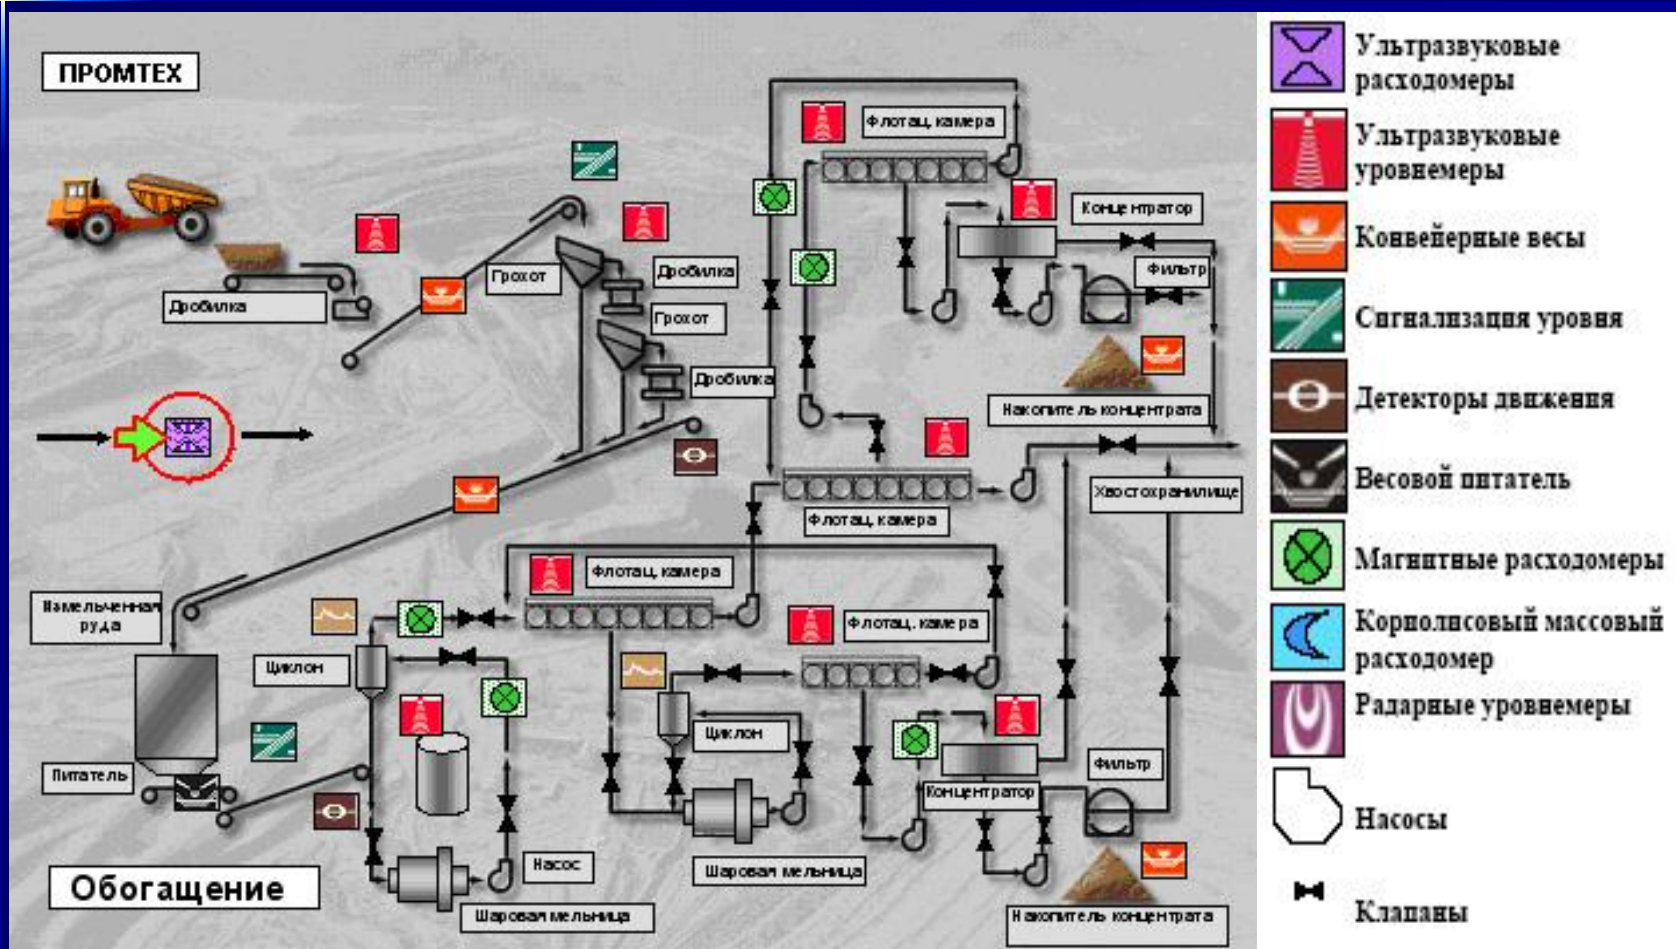 ПРОМТЕХ
Дробилка
Грохот
Дробилка
Грохот
Дробилка
Флотац. камера
Концентратор
Фильтр
Накопитель концентрата
Хвостохранилище
Флотац. камера
Флотац. камера
Флотац. камера
Измельченная
руда
Циклон
Циклон
Питатель
Фильтр
Концентратор
Насос
Шаровая мельница
Шаровая мельница
Накопитель концентрата
Обогащение
Ультразвуковые
расходомеры
Ультразвуковые
уровнемеры
Конвейерные весы
Сигнализация уровня
Детекторы движения
Весовой питатель
Магнитные расходомеры
Кориолисовый массовый
расходомер
Радарные уровнемеры
Насосы
Клапаны